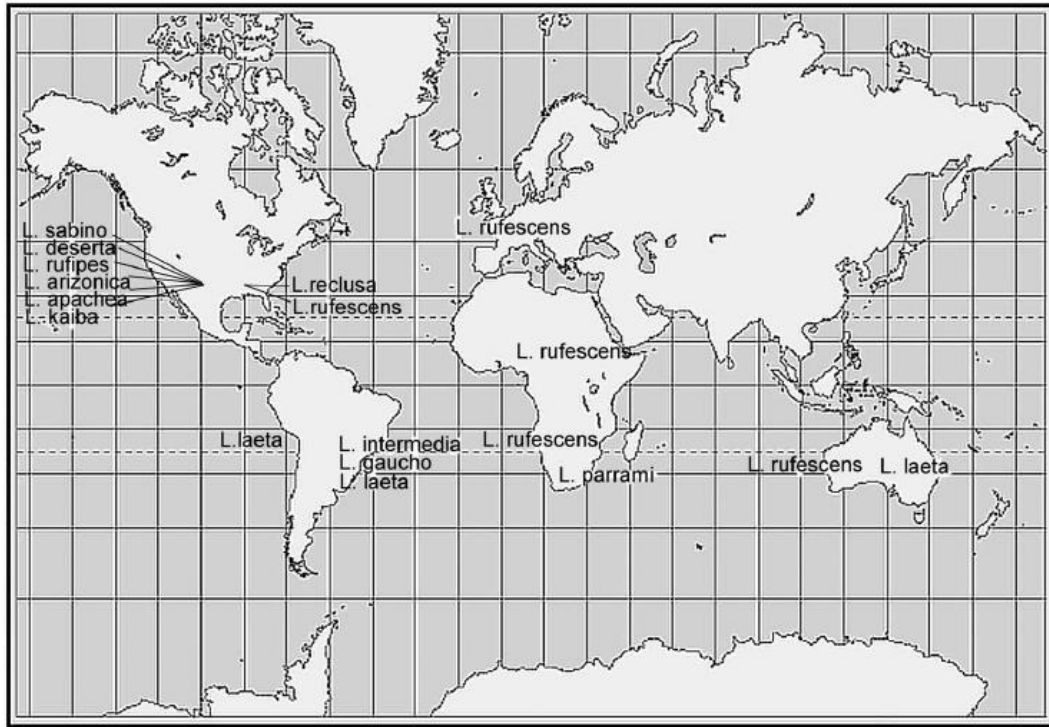 L. sabino
L. deserta
L. rufipes
L. arizonica
L. apachea
L. kaiba
L.reclusa
L.rufescens
L. rufescens
L. rufescens
L.laeta
L. intermedia
L. gaucho
L. laeta
L. rufescens
L. parrami
L. rufescens
L. laeta